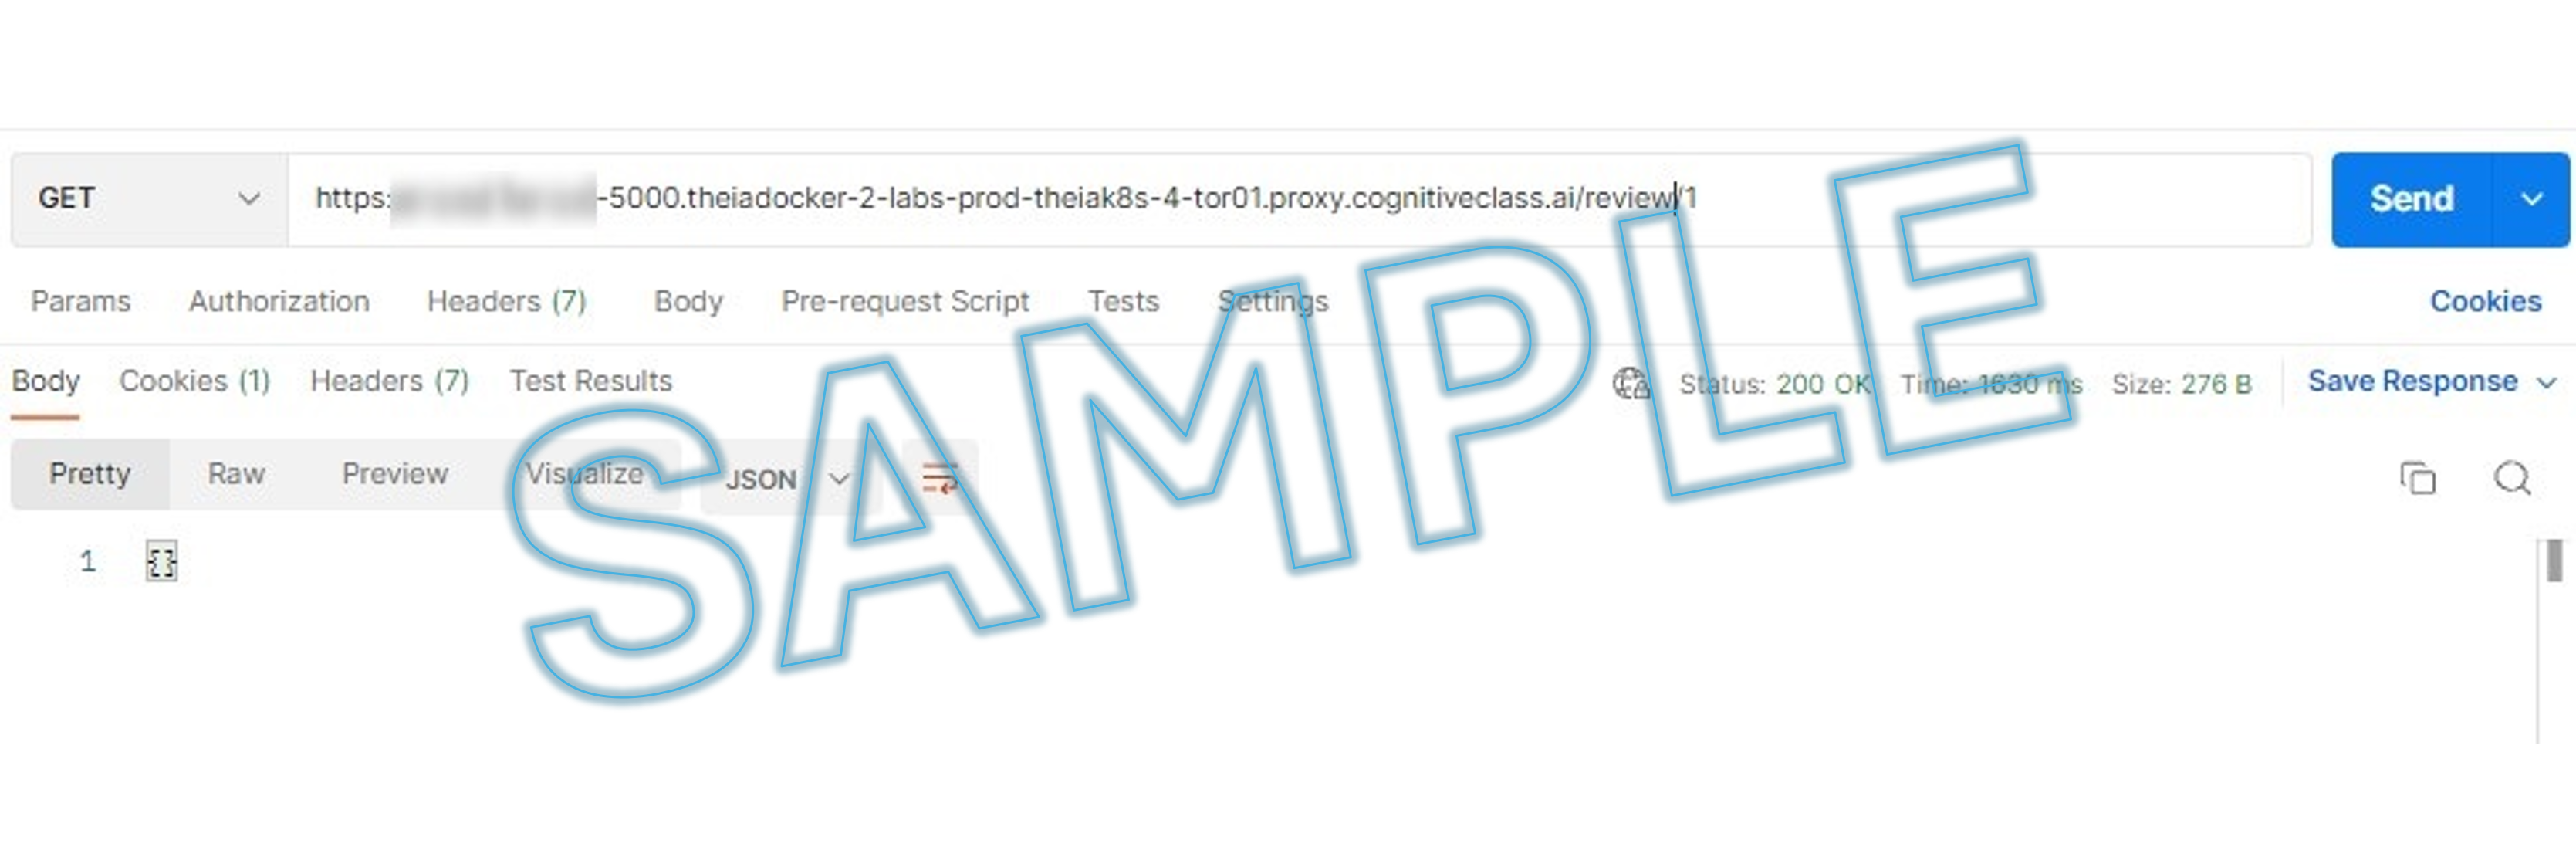 GET https: -5000.theiadocker-2-labs-prod-theiak8s-4-tor01.proxy.cognitiveclass.ai/review/1 Send
Params Authorization Headers (7) Body Pre-request Script Tests Settings Cookies
Body Cookies (1) Headers (7) Test Results Status: 200 OK Time: 1630 ms Size: 276 B Save Response
Pretty Raw Preview Visualize JSON
1 {}
SAMPLE